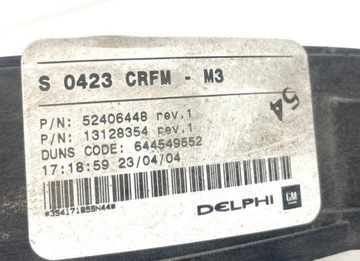 S 0423 CRFM - M3
P/N: 52406448 rev.1
P/N: 13128354 rev.1
DUNS CODE: 644549552
17:18:59 23/04/04
54
DELPHI GM